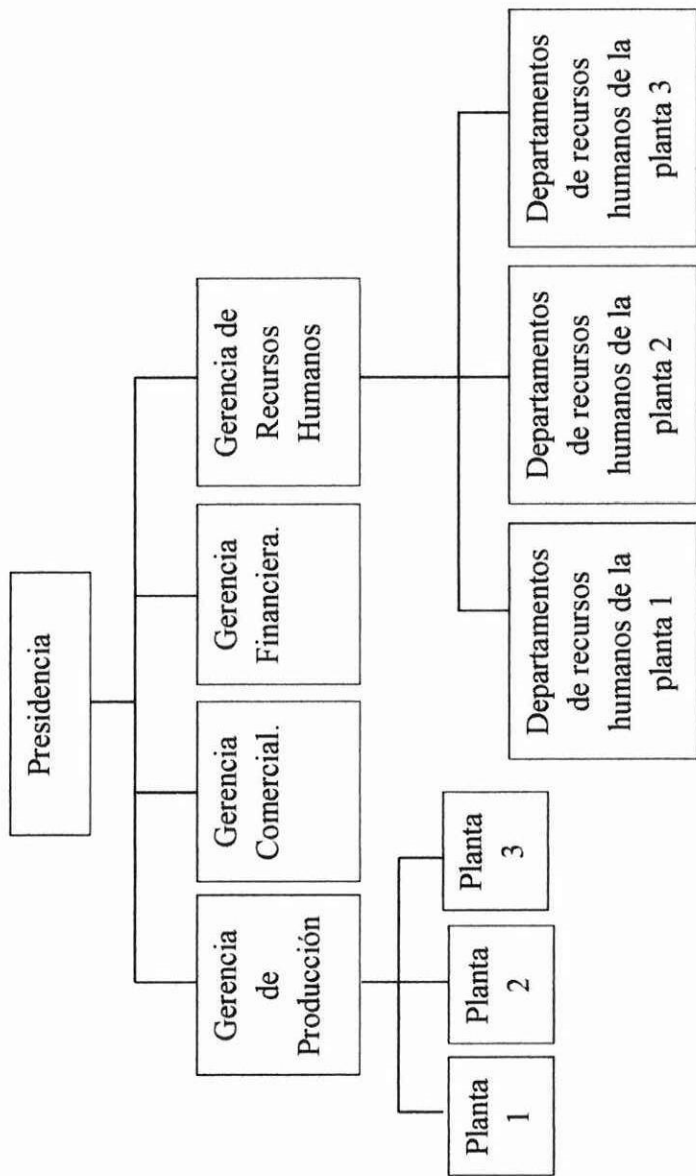 Presidencia
Gerencia
de
Producción
Gerencia
Comercial.
Gerencia
Financiera.
Gerencia de
Recursos
Humanos
Planta
1
Planta
2
Planta
3
Departamentos
de recursos
humanos de la
planta 1
Departamentos
de recursos
humanos de la
planta 2
Departamentos
de recursos
humanos de la
planta 3